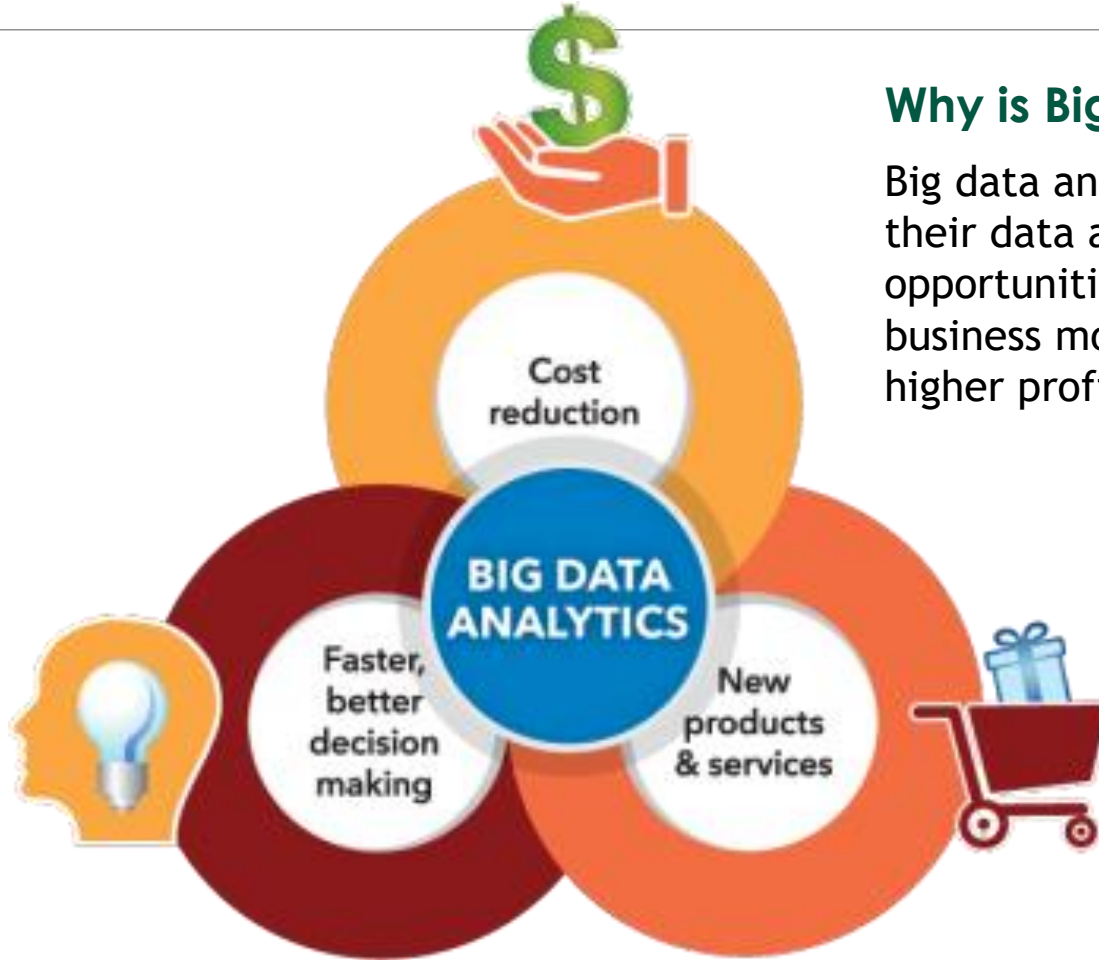 Why is Big
Big data an
their data a
opportuniti
business mo
higher prof
$
Cost
reduction
BIG DATA
ANALYTICS
Faster,
better
decision
making
New
products
& services